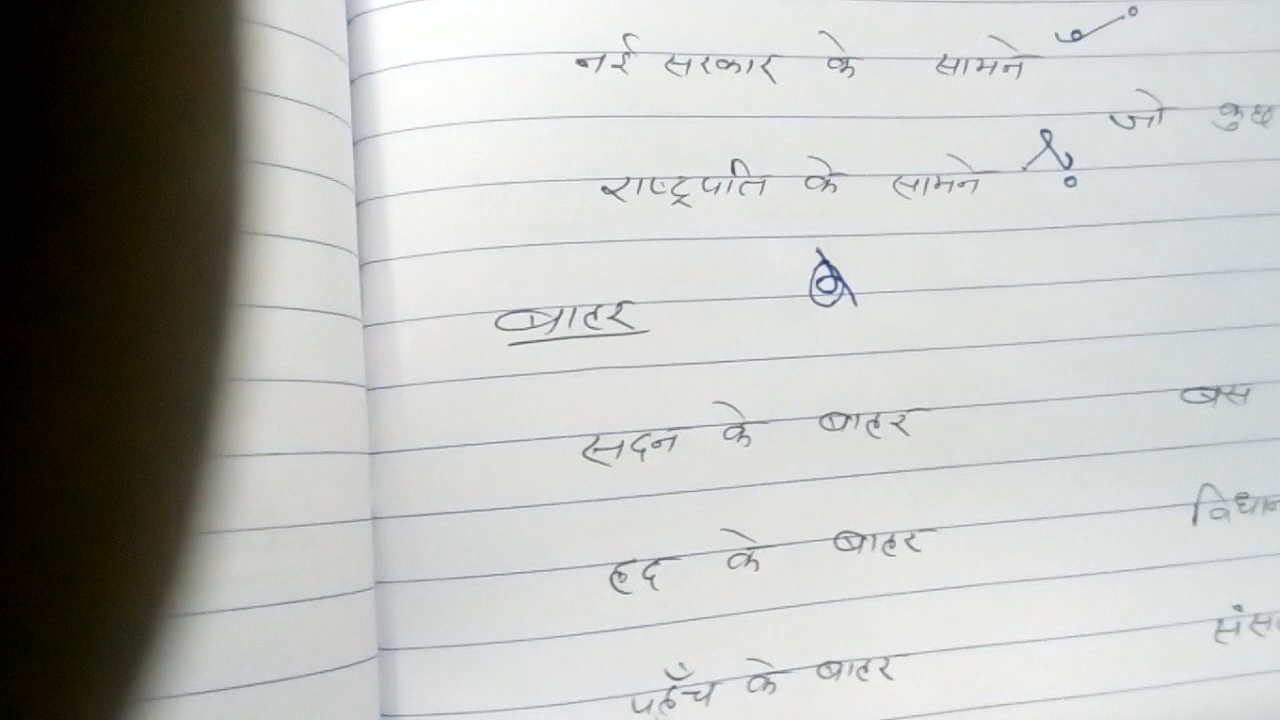 नई सरकार के सामने
जो कुछ
राष्ट्रपति के सामने
बाहर
सदन के बाहर
बस
हद के बाहर
पहुँच के बाहर